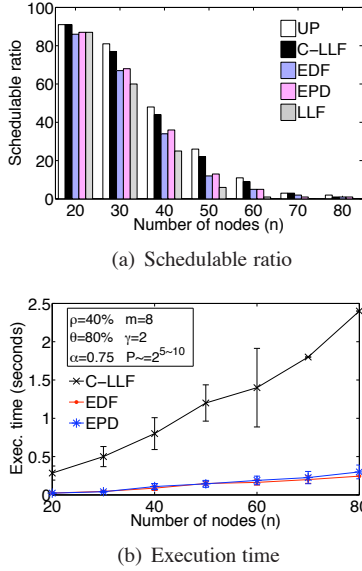 100
80
60
40
20
0
Schedulable ratio
UP
C-LLF
EDF
EPD
LLF
20 30 40 50 60 70 80
Number of nodes (n)
(a) Schedulable ratio
2.5
2
1.5
1
0.5
0
Exec. time (seconds)
ρ=40% m=8
θ=80% γ=2
α=0.75 P~=2^5~10
C-LLF
EDF
EPD
20 30 40 50 60 70 80
Number of nodes (n)
(b) Execution time